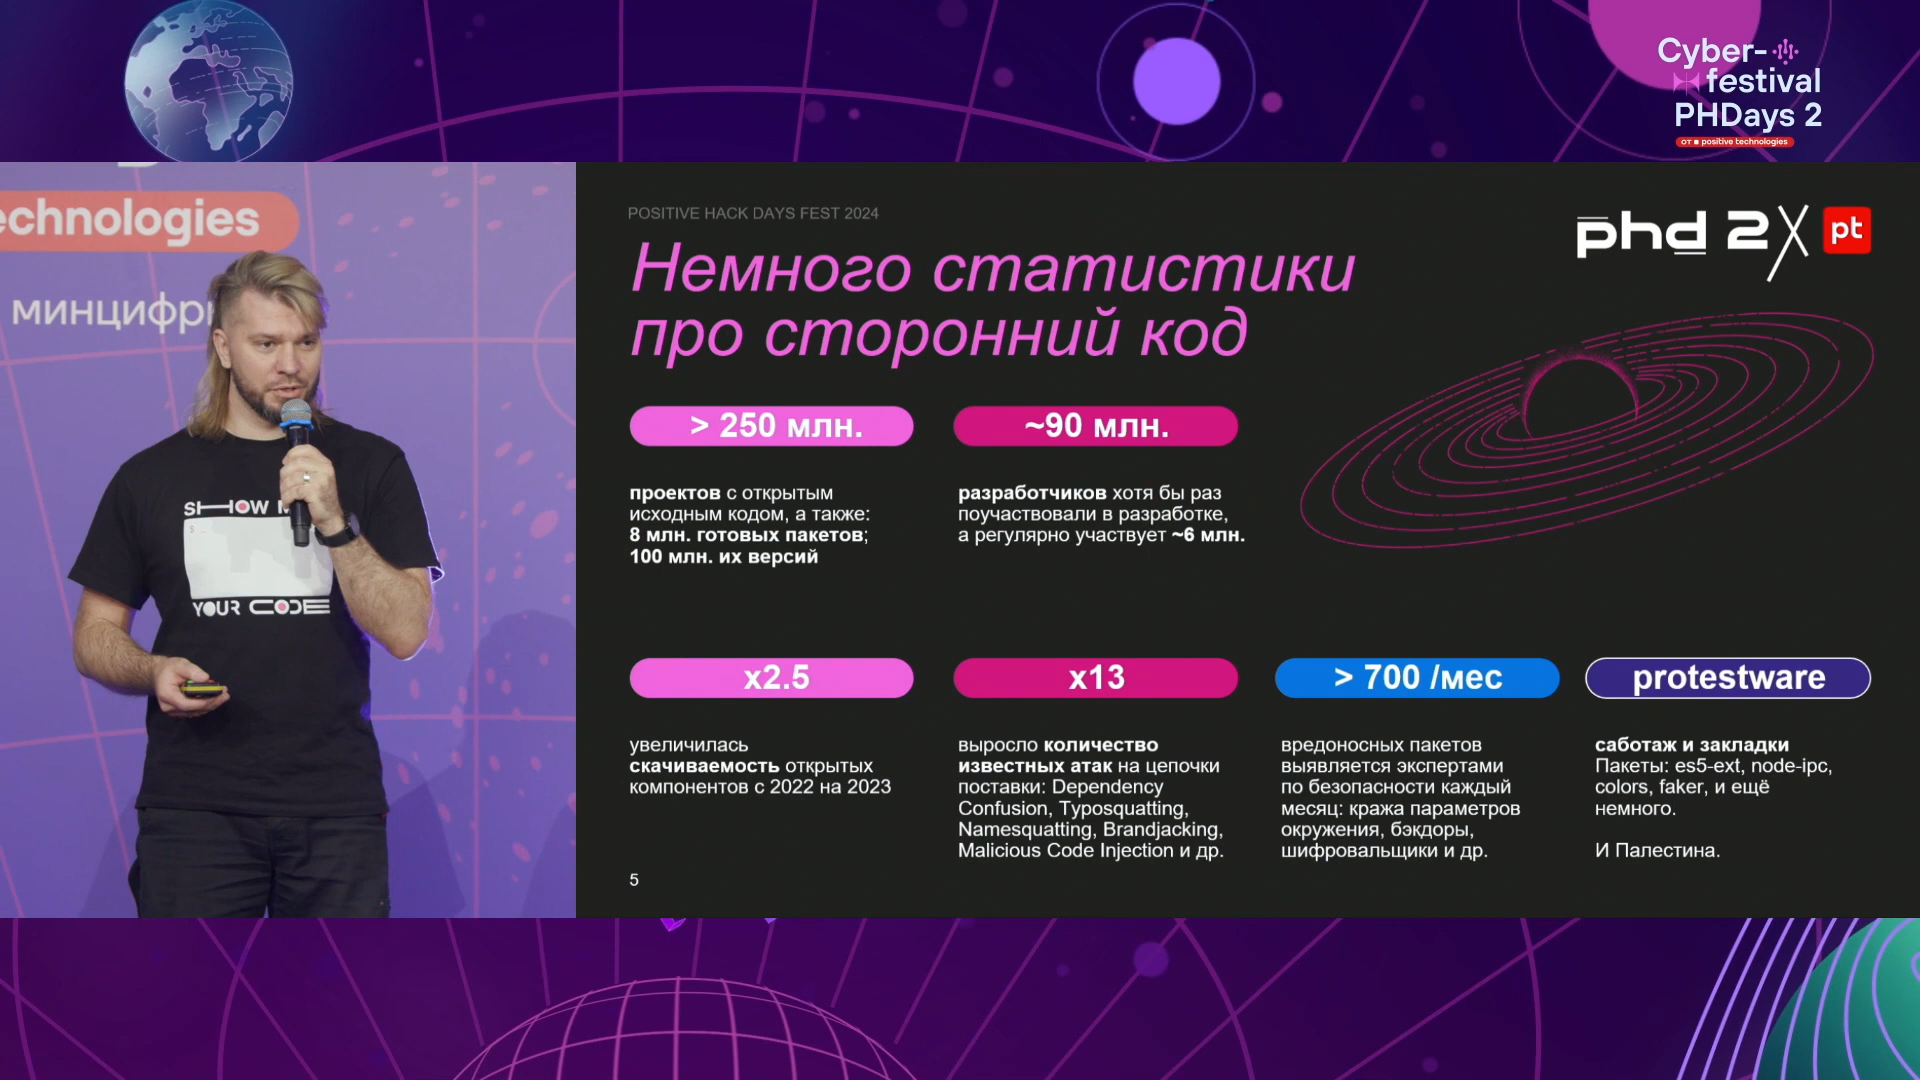 Cyber-
festival
PHDays 2
от positive technologies
echnologies
минцифр
SHOW M
$
YOUR CODE
POSITIVE HACK DAYS FEST 2024
phd 2
pt
Немного статистики
про сторонний код
> 250 млн.
проектов с открытым
исходным кодом, а также:
8 млн. готовых пакетов;
100 млн. их версий
~90 млн.
разработчиков хотя бы раз
поучаствовали в разработке,
а регулярно участвует ~6 млн.
x2.5
увеличилась
скачиваемость открытых
компонентов с 2022 на 2023
x13
выросло количество
известных атак на цепочки
поставки: Dependency
Confusion, Typosquatting,
Namesquatting, Brandjacking,
Malicious Code Injection и др.
> 700 /мес
вредоносных пакетов
выявляется экспертами
по безопасности каждый
месяц: кража параметров
окружения, бэкдоры,
шифровальщики и др.
protestware
саботаж и закладки
Пакеты: es5-ext, node-ipc,
colors, faker, и ещё
немного.
И Палестина.
5